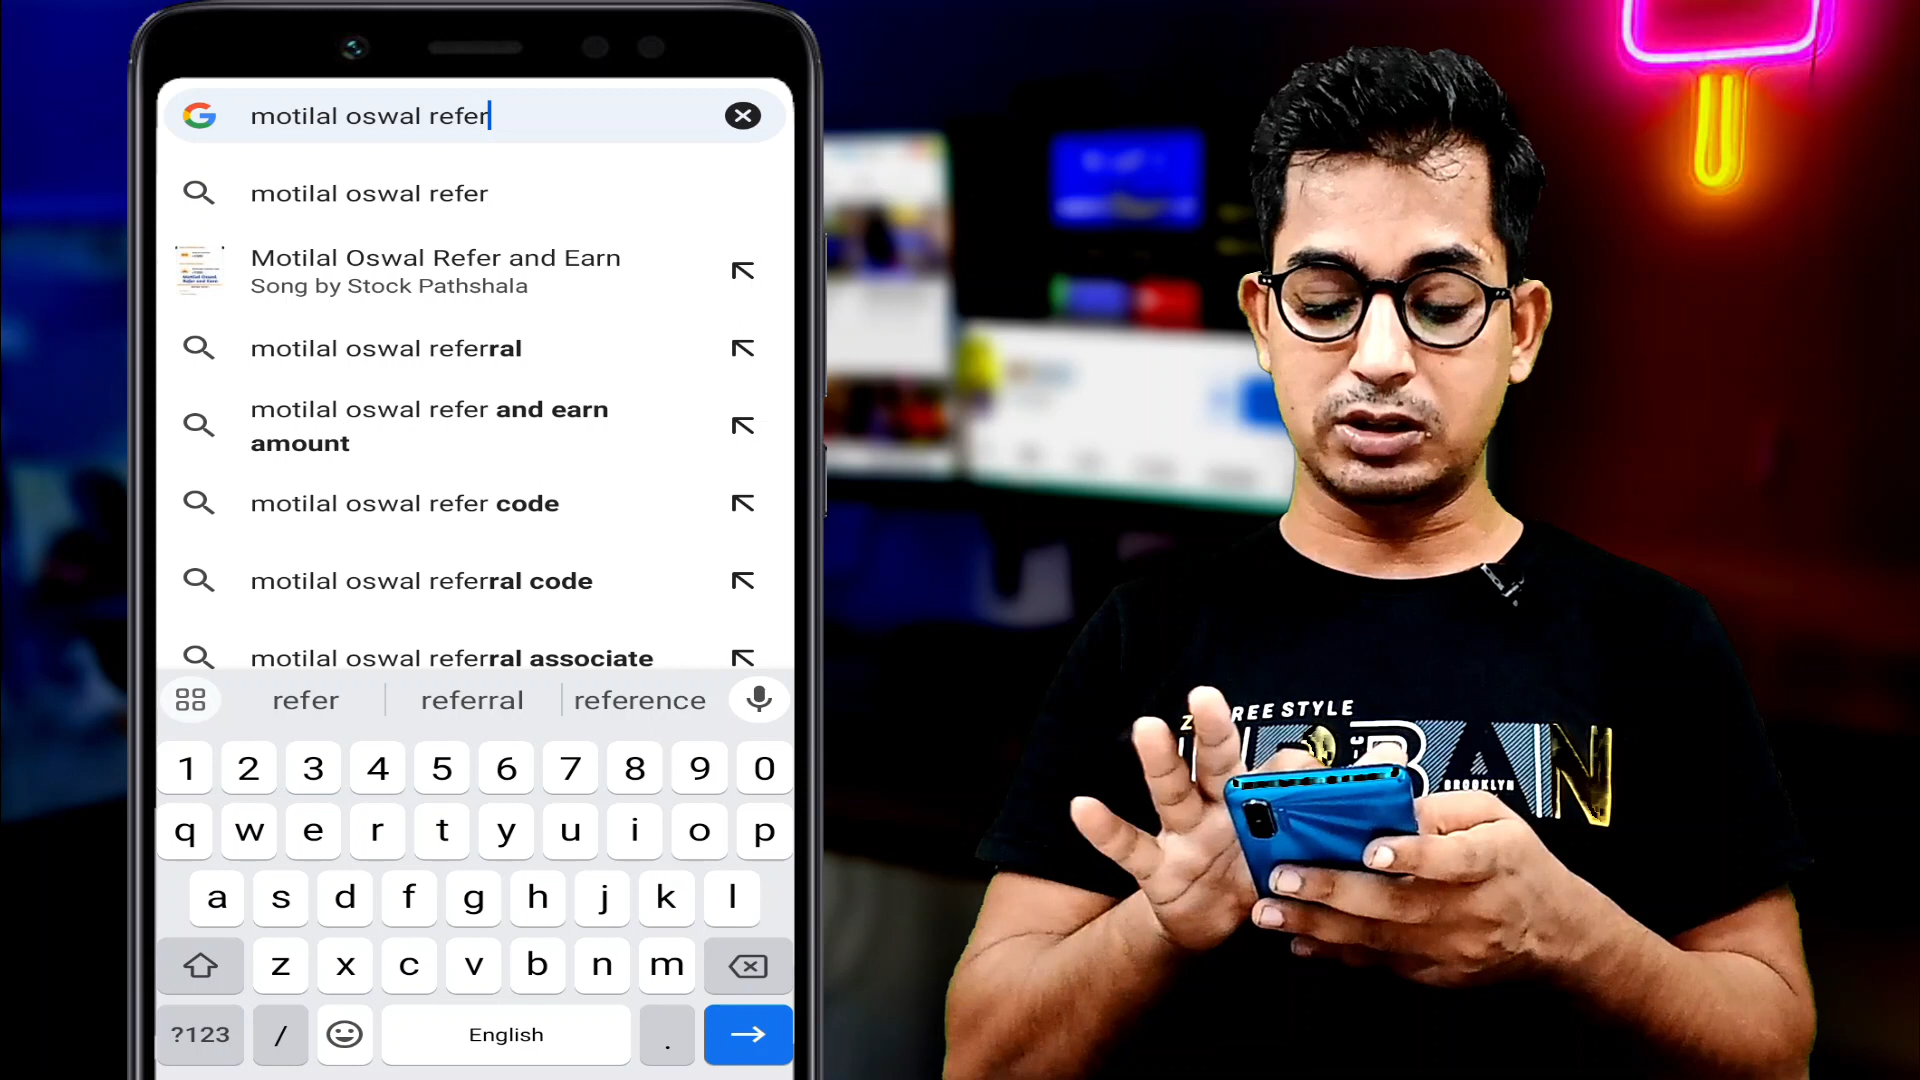 motilal oswal refer
motilal oswal refer
Motilal Oswal Refer and Earn
Song by Stock Pathshala
motilal oswal referral
motilal oswal refer and earn
amount
motilal oswal refer code
motilal oswal referral code
motilal oswal referral associate
refer referral reference
1 2 3 4 5 6 7 8 9 0
q w e r t y u i o p
a s d f g h j k l
z x c v b n m
?123 / English .
REE STYLE
BROOKLYN